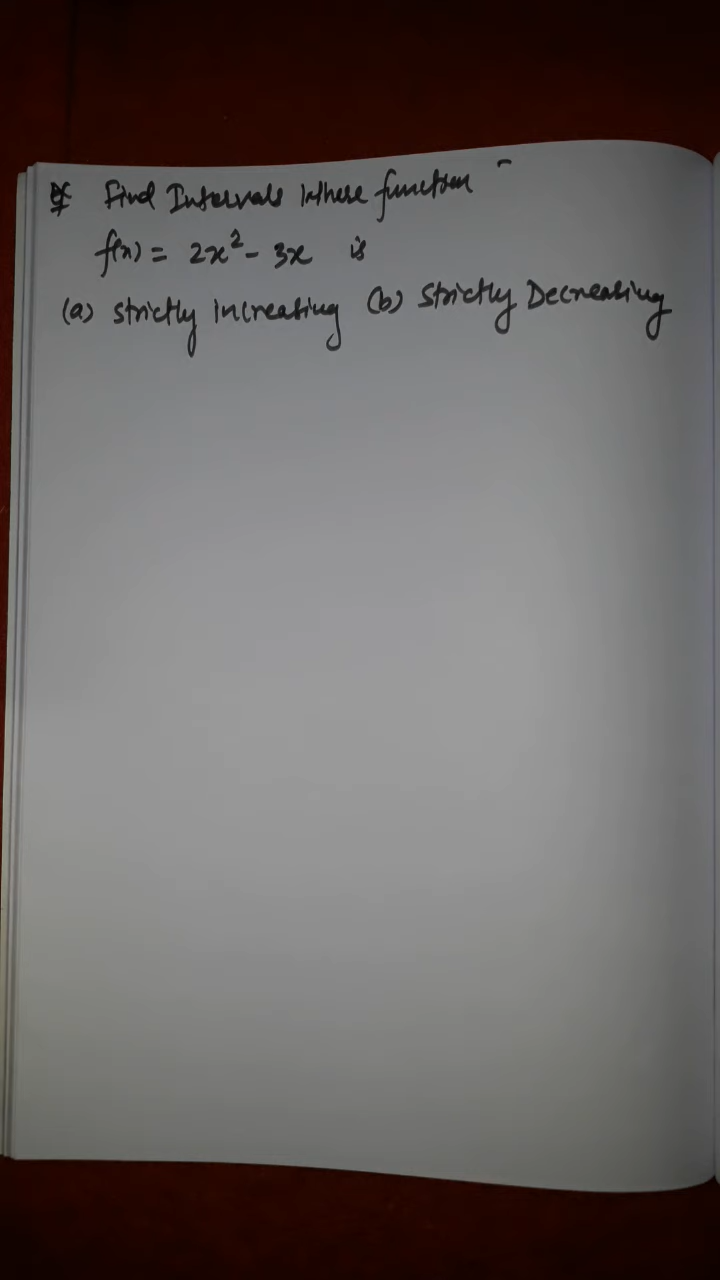 Q: Find Intervals Where function
f(x) = 2x² - 3x is
(a) strictly increasing (b) Strictly Decreasing